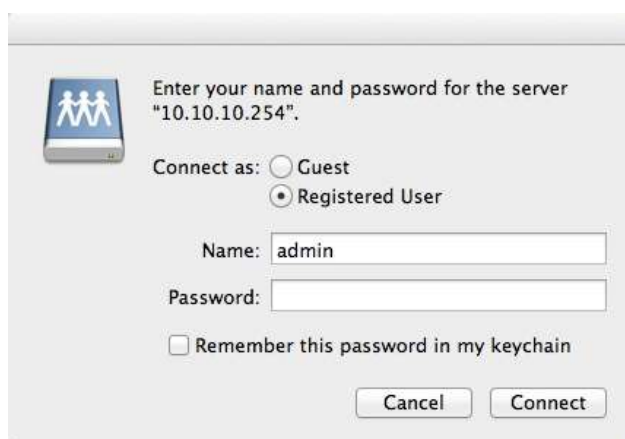 Enter your name and password for the server
"10.10.10.254".
Connect as: Guest
Registered User
Name: admin
Password:
Remember this password in my keychain
Cancel Connect